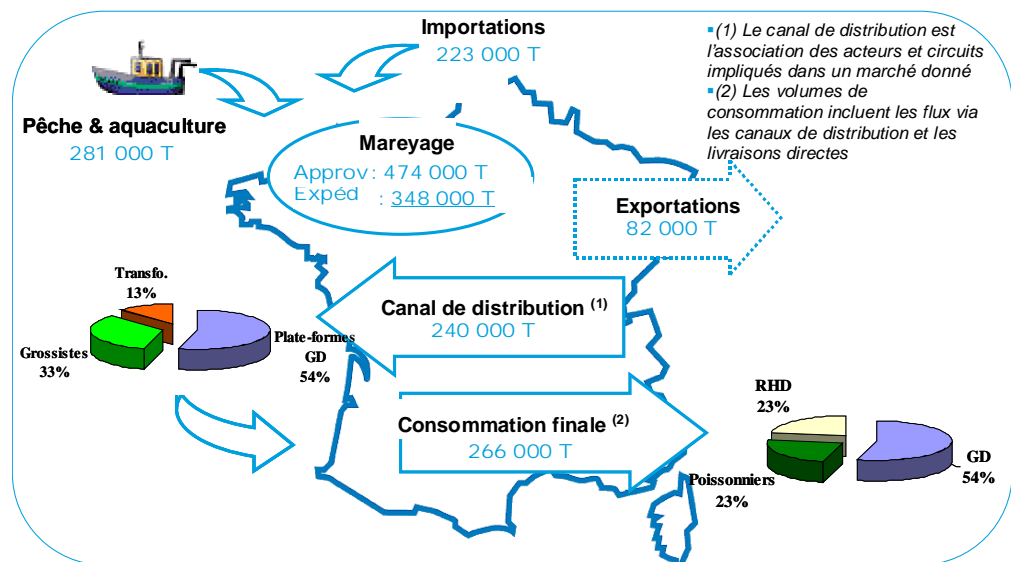 Importations
223 000 T
▪(1) Le canal de distribution est
l'association des acteurs et circuits
impliqués dans un marché donné
▪(2) Les volumes de
consommation incluent les flux via
les canaux de distribution et les
livraisons directes
Pêche & aquaculture
281 000 T
Mareyage
Approv : 474 000 T
Expéd : 348 000 T
Exportations
82 000 T
Canal de distribution (1)
240 000 T
Transfo.
13%
Grossistes
33%
Plate-formes
GD
54%
Consommation finale (2)
266 000 T
RHD
23%
Poissonniers
23%
GD
54%